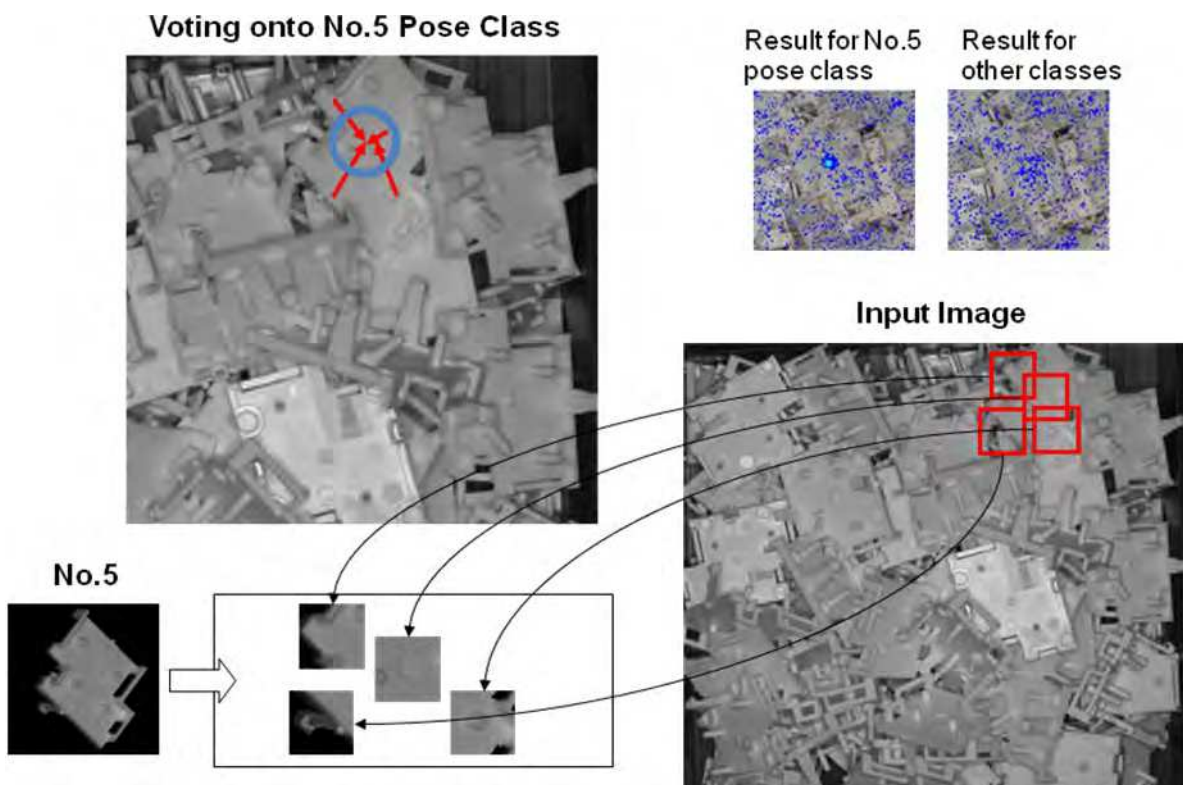 Voting onto No.5 Pose Class
Result for No.5
pose class
Result for
other classes
Input Image
No.5